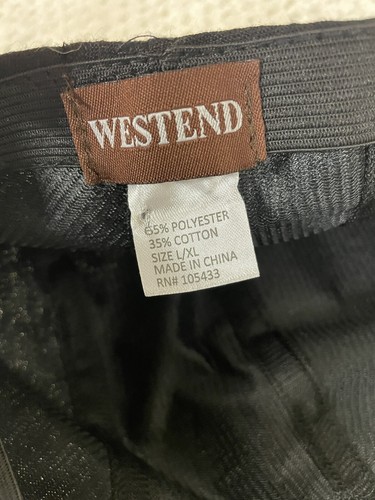 WESTEND
65% POLYESTER
35% COTTON
SIZE L/XL
MADE IN CHINA
RN# 105433